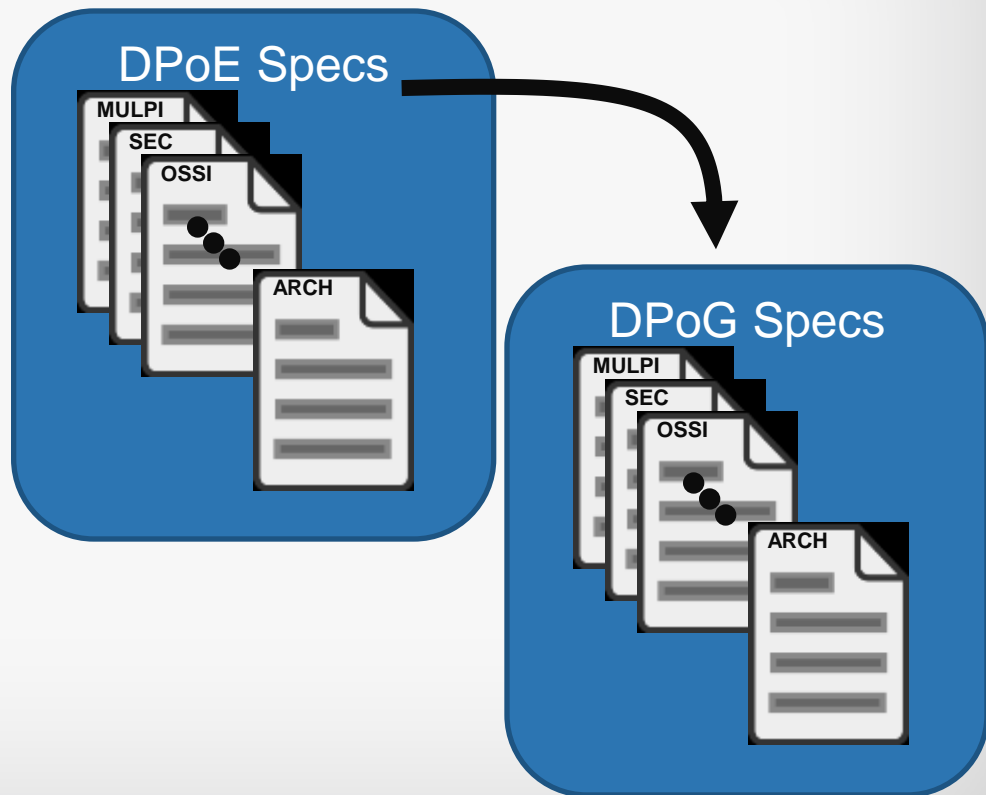 DPoE Specs
MULPI
SEC
OSSI
ARCH
DPoG Specs
MULPI
SEC
OSSI
ARCH